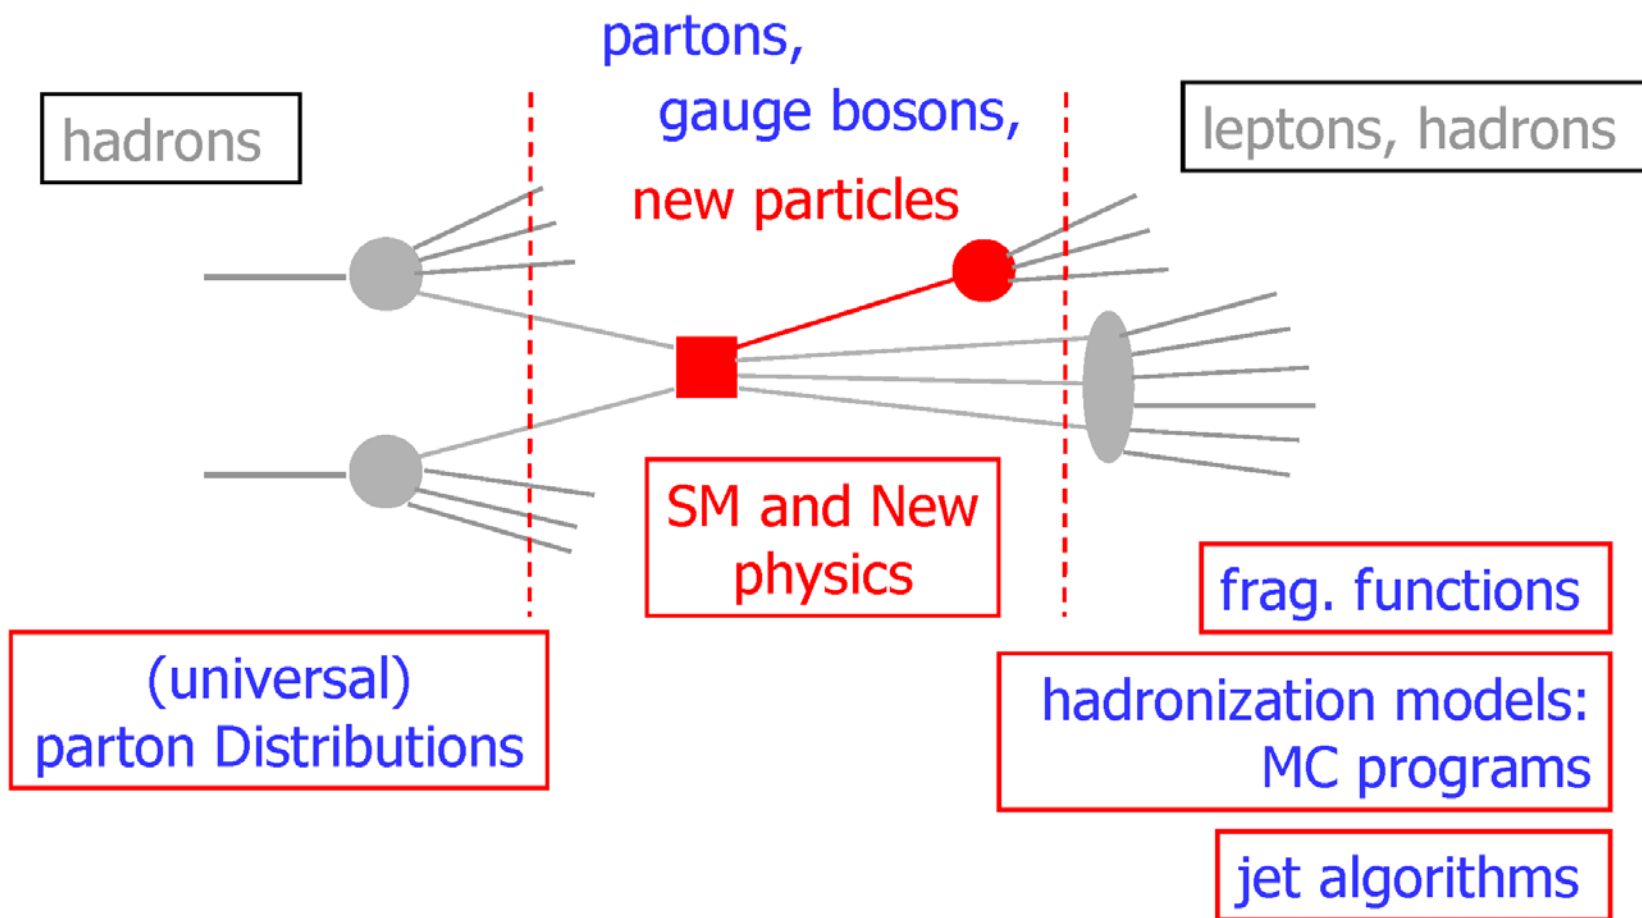 partons,
gauge bosons,
new particles
hadrons
leptons, hadrons
SM and New
physics
(universal)
parton Distributions
frag. functions
hadronization models:
MC programs
jet algorithms